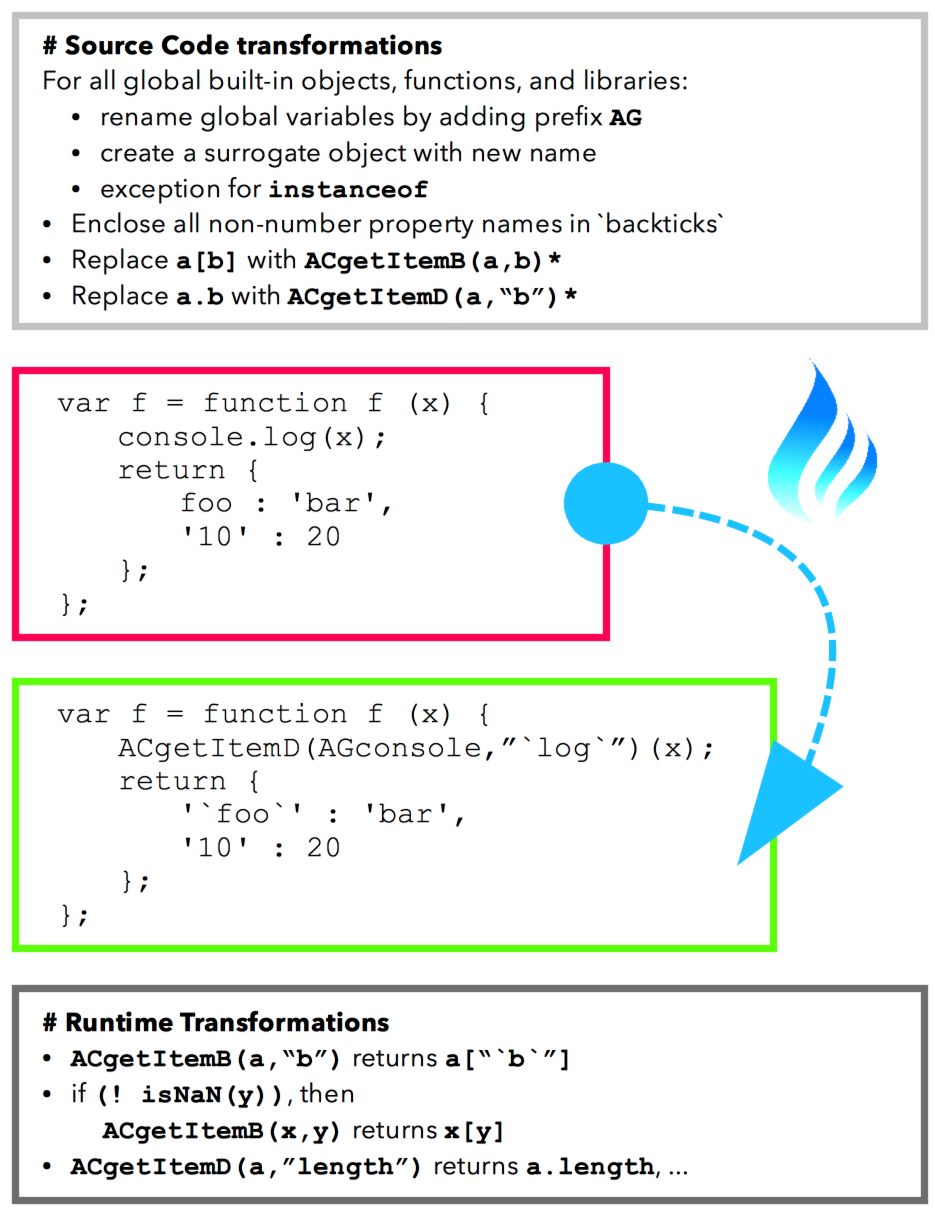 # Source Code transformations
For all global built-in objects, functions, and libraries:
• rename global variables by adding prefix AG
• create a surrogate object with new name
• exception for instanceof
• Enclose all non-number property names in `backticks`
• Replace a[b] with ACgetItemB(a,b)*
• Replace a.b with ACgetItemD(a,“b”)*
var f = function f (x) {
console.log(x);
return {
foo : 'bar',
'10' : 20
};
};
var f = function f (x) {
ACgetItemD(AGconsole,”`log`”)(x);
return {
'`foo`' : 'bar',
'10' : 20
};
};
# Runtime Transformations
• ACgetItemB(a,“b”) returns a[“`b`”]
• if (! isNaN(y)), then
ACgetItemB(x,y) returns x[y]
• ACgetItemD(a,”length”) returns a.length, ...